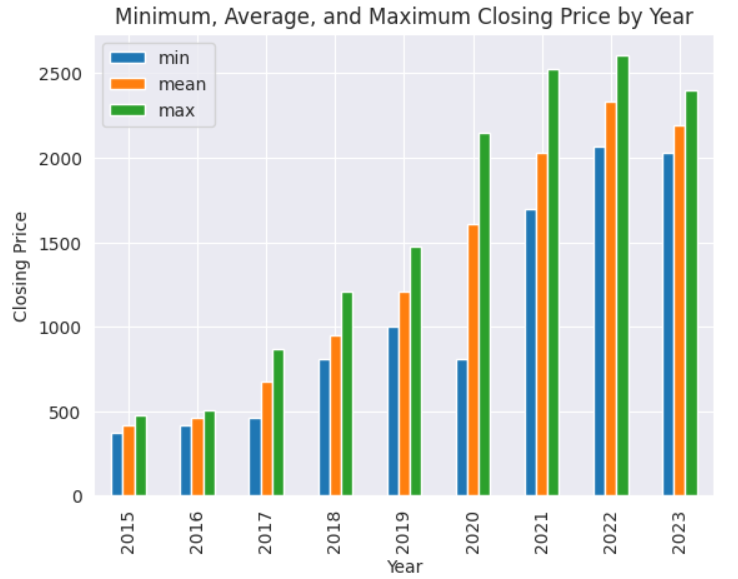 Minimum, Average, and Maximum Closing Price by Year
min
mean
max
2500
2000
1500
1000
500
0
Closing Price
2015 2016 2017 2018 2019 2020 2021 2022 2023
Year